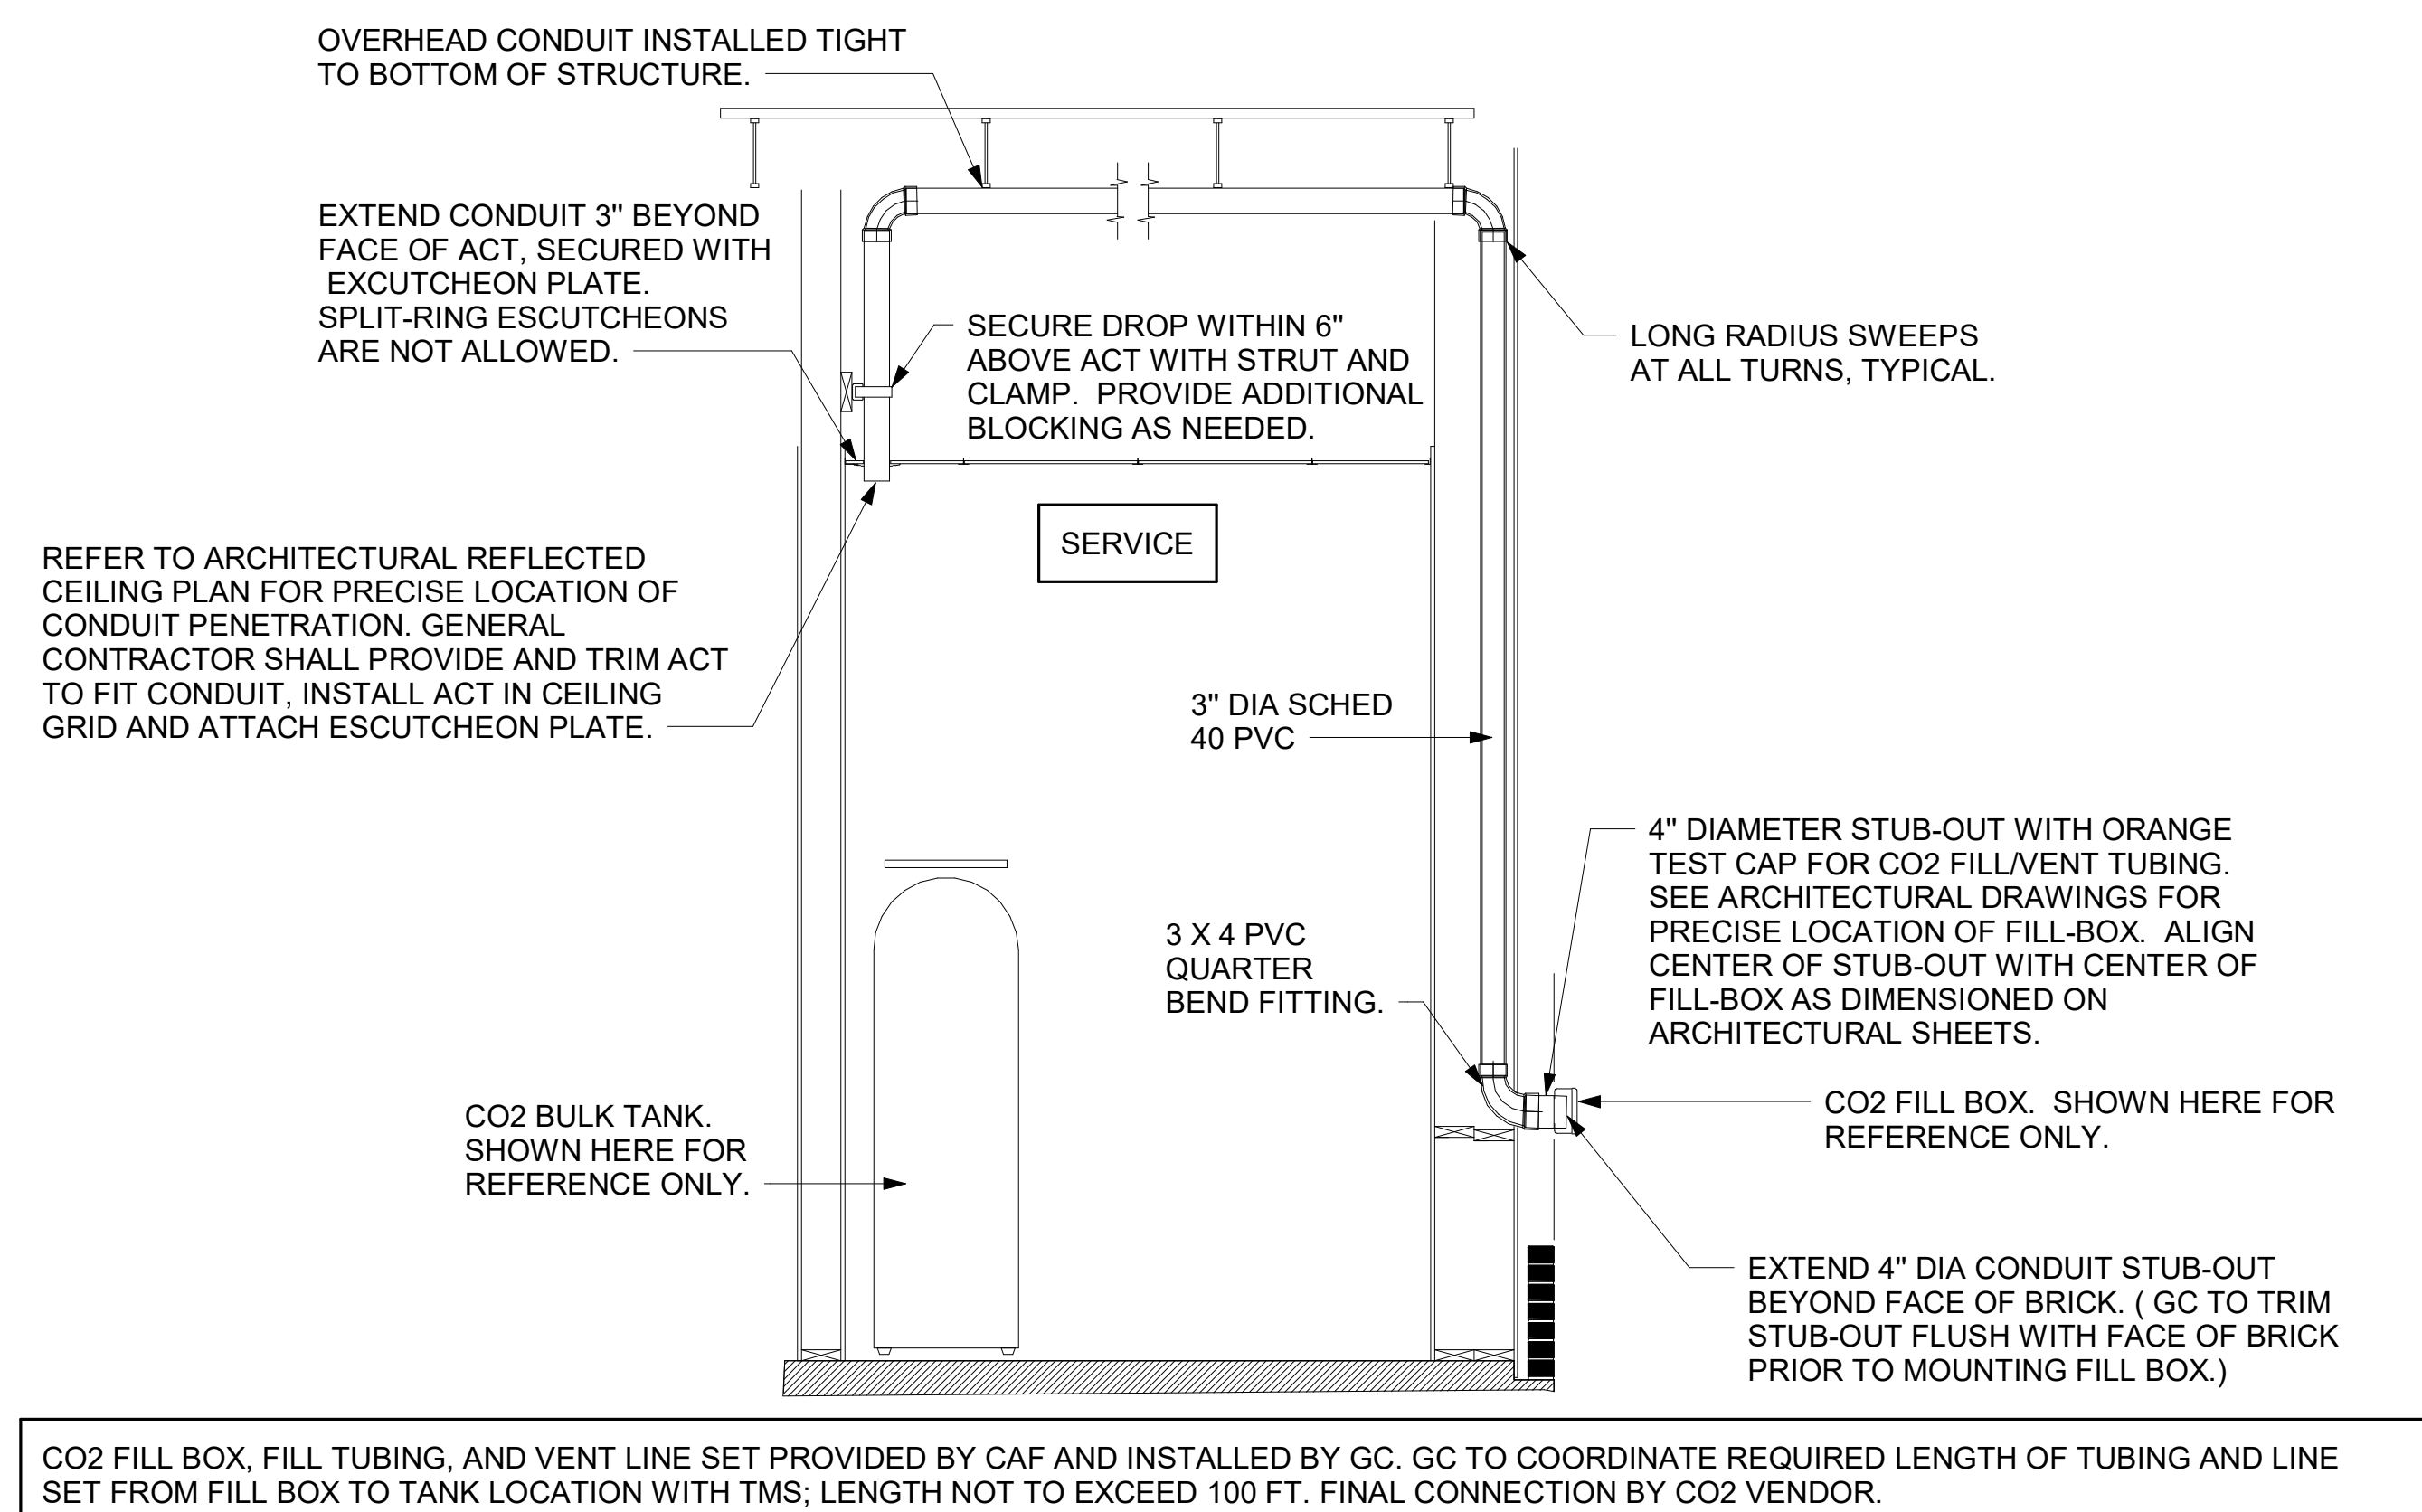 OVERHEAD CONDUIT INSTALLED TIGHT
TO BOTTOM OF STRUCTURE.
EXTEND CONDUIT 3" BEYOND
FACE OF ACT, SECURED WITH
EXCUTCHEON PLATE.
SPLIT-RING ESCUTCHEONS
ARE NOT ALLOWED.
SECURE DROP WITHIN 6"
ABOVE ACT WITH STRUT AND
CLAMP. PROVIDE ADDITIONAL
BLOCKING AS NEEDED.
LONG RADIUS SWEEPS
AT ALL TURNS, TYPICAL.
SERVICE
REFER TO ARCHITECTURAL REFLECTED
CEILING PLAN FOR PRECISE LOCATION OF
CONDUIT PENETRATION. GENERAL
CONTRACTOR SHALL PROVIDE AND TRIM ACT
TO FIT CONDUIT, INSTALL ACT IN CEILING
GRID AND ATTACH ESCUTCHEON PLATE.
3" DIA SCHED
40 PVC
4" DIAMETER STUB-OUT WITH ORANGE
TEST CAP FOR CO2 FILL/VENT TUBING.
SEE ARCHITECTURAL DRAWINGS FOR
PRECISE LOCATION OF FILL-BOX. ALIGN
CENTER OF STUB-OUT WITH CENTER OF
FILL-BOX AS DIMENSIONED ON
ARCHITECTURAL SHEETS.
3 X 4 PVC
QUARTER
BEND FITTING.
CO2 BULK TANK.
SHOWN HERE FOR
REFERENCE ONLY.
CO2 FILL BOX. SHOWN HERE FOR
REFERENCE ONLY.
EXTEND 4" DIA CONDUIT STUB-OUT
BEYOND FACE OF BRICK. ( GC TO TRIM
STUB-OUT FLUSH WITH FACE OF BRICK
PRIOR TO MOUNTING FILL BOX.)
CO2 FILL BOX, FILL TUBING, AND VENT LINE SET PROVIDED BY CAF AND INSTALLED BY GC. GC TO COORDINATE REQUIRED LENGTH OF TUBING AND LINE
SET FROM FILL BOX TO TANK LOCATION WITH TMS; LENGTH NOT TO EXCEED 100 FT. FINAL CONNECTION BY CO2 VENDOR.